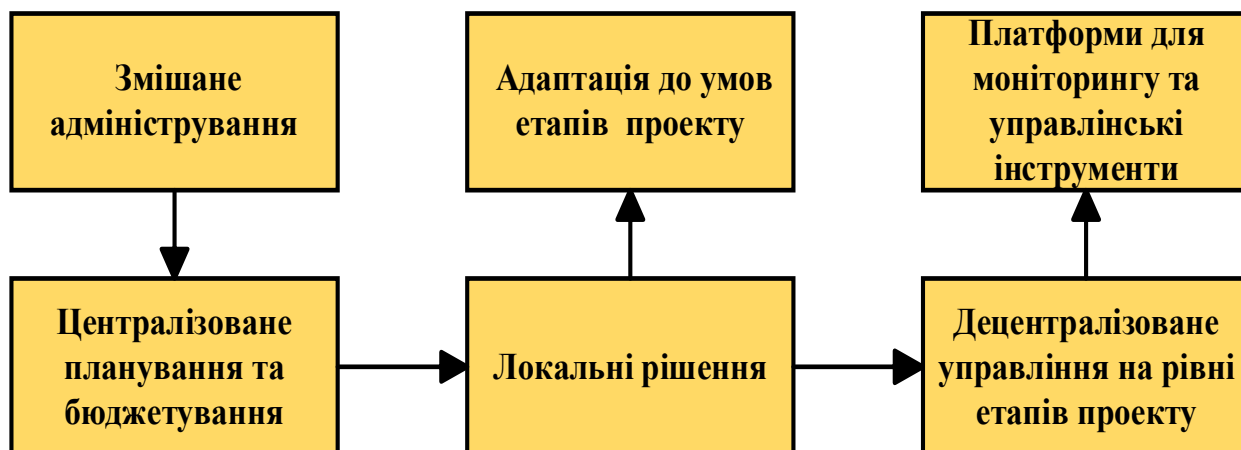 Змішане
адміністрування
Адаптація до умов
етапів проекту
Платформи для
моніторингу та
управлінські
інструменти
Централізоване
планування та
бюджетування
Локальні рішення
Децентралізоване
управління на рівні
етапів проекту